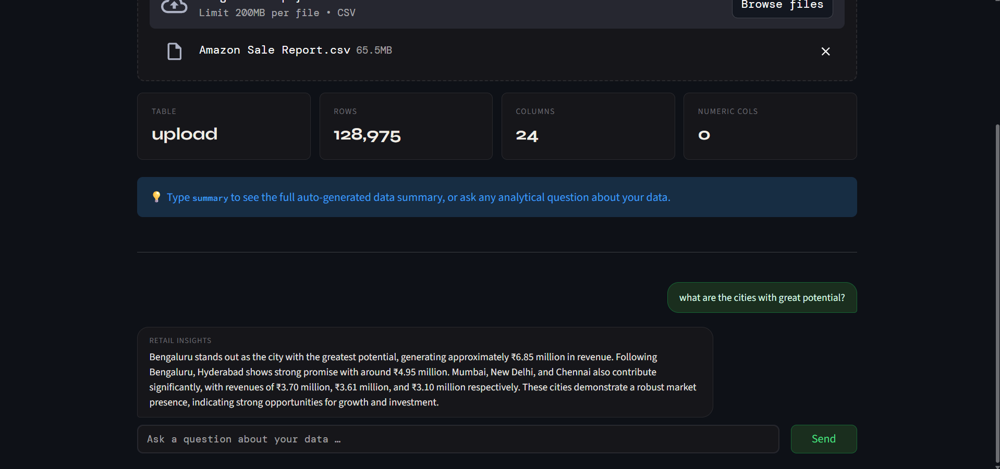 Limit 200MB per file • CSV
Browse files
Amazon Sale Report.csv 65.5MB
TABLE
upload
ROWS
128,975
COLUMNS
24
NUMERIC COLS
0
💡 Type summary to see the full auto-generated data summary, or ask any analytical question about your data.
what are the cities with great potential?
RETAIL INSIGHTS
Bengaluru stands out as the city with the greatest potential, generating approximately ₹6.85 million in revenue. Following
Bengaluru, Hyderabad shows strong promise with around ₹4.95 million. Mumbai, New Delhi, and Chennai also contribute
significantly, with revenues of ₹3.70 million, ₹3.61 million, and ₹3.10 million respectively. These cities demonstrate a robust market
presence, indicating strong opportunities for growth and investment.
Ask a question about your data …
Send